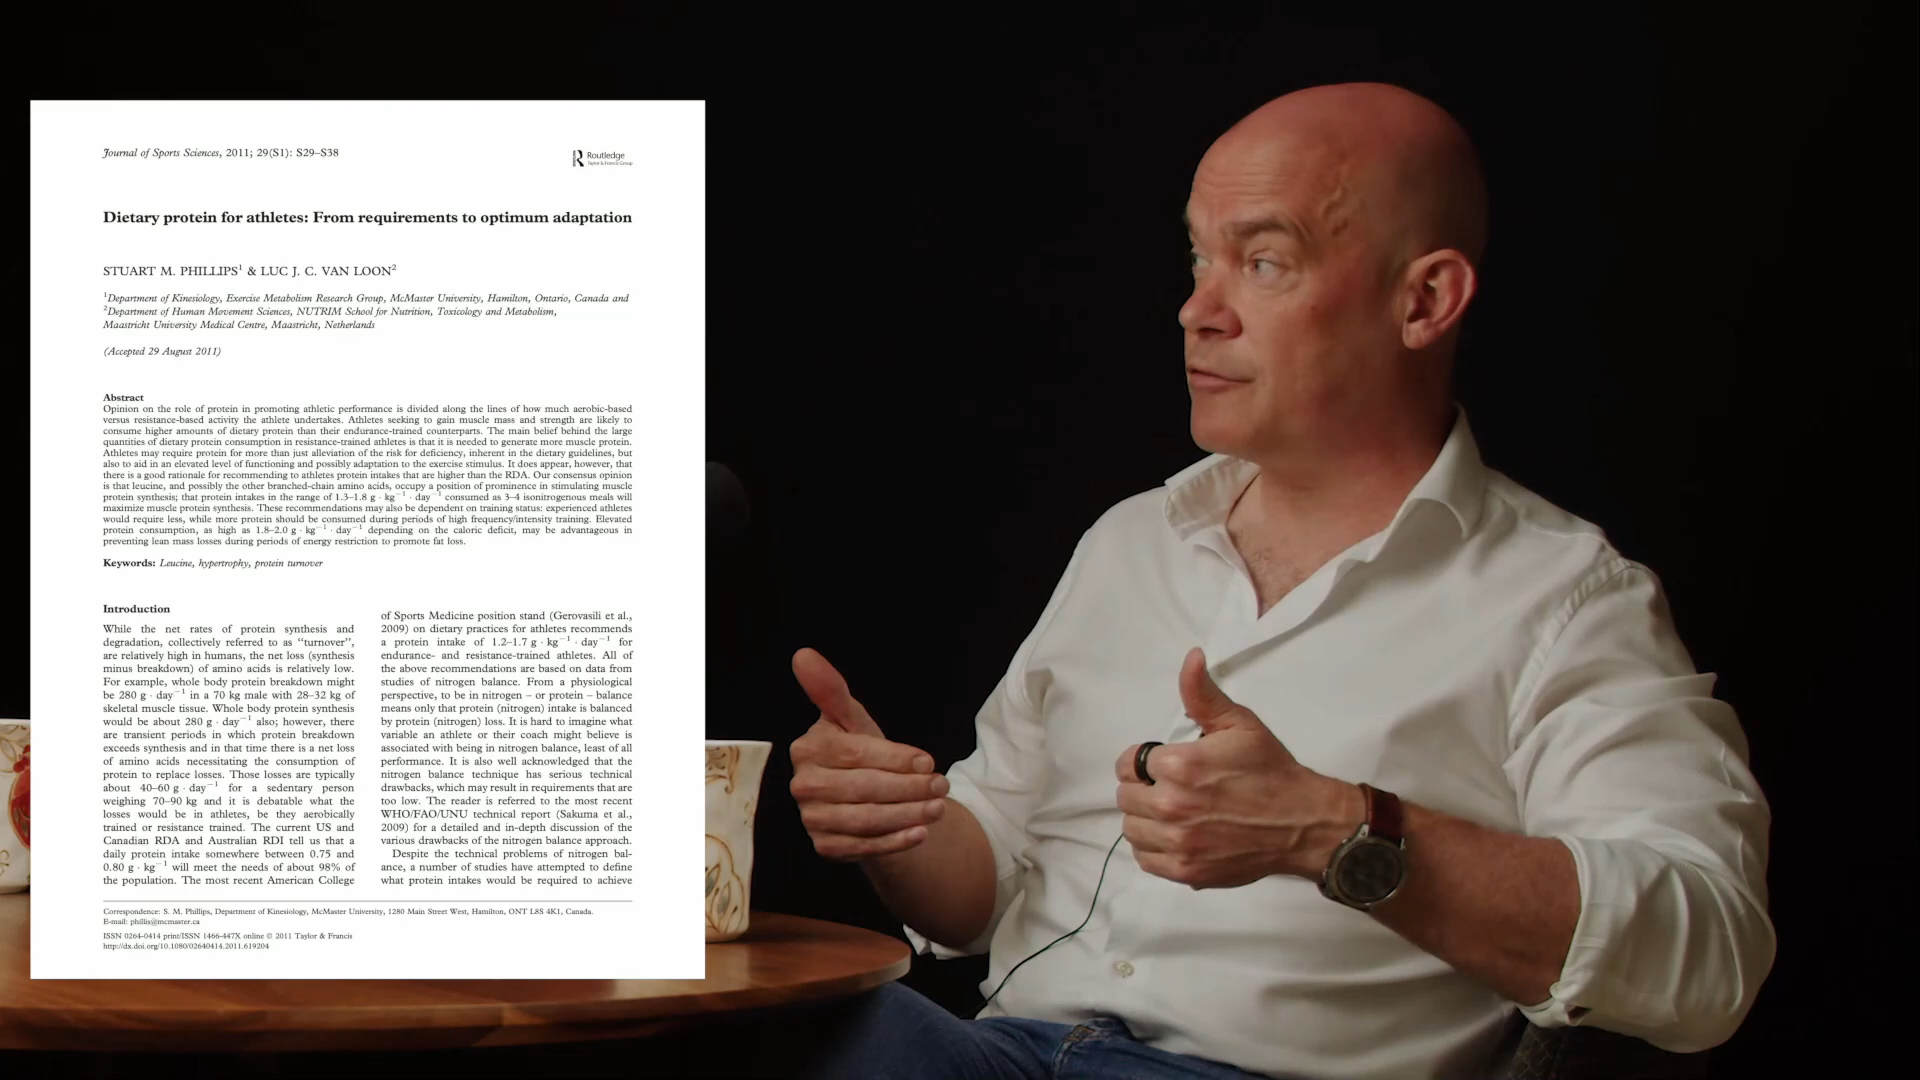 Journal of Sports Sciences, 2011; 29(S1): S29–S38
Routledge
Taylor & Francis Group
Dietary protein for athletes: From requirements to optimum adaptation
STUART M. PHILLIPS¹ & LUC J. C. VAN LOON²
¹Department of Kinesiology, Exercise Metabolism Research Group, McMaster University, Hamilton, Ontario, Canada and
²Department of Human Movement Sciences, NUTRIM School for Nutrition, Toxicology and Metabolism,
Maastricht University Medical Centre, Maastricht, Netherlands
(Accepted 29 August 2011)
Abstract
Opinion on the role of protein in promoting athletic performance is divided along the lines of how much aerobic-based
versus resistance-based activity the athlete undertakes. Athletes seeking to gain muscle mass and strength are likely to
consume higher amounts of dietary protein than their endurance-trained counterparts. The main belief behind the large
quantities of dietary protein consumption in resistance-trained athletes is that it is needed to generate more muscle protein.
Athletes may require protein for more than just alleviation of the risk for deficiency, inherent in the dietary guidelines, but
also to aid in an elevated level of functioning and possibly adaptation to the exercise stimulus. It does appear, however, that
there is a good rationale for recommending to athletes protein intakes that are higher than the RDA. Our consensus opinion
is that leucine, and possibly the other branched-chain amino acids, occupy a position of prominence in stimulating muscle
protein synthesis; that protein intakes in the range of 1.3–1.8 g · kg⁻¹ · day⁻¹ consumed as 3–4 isonitrogenous meals will
maximize muscle protein synthesis. These recommendations may also be dependent on training status: experienced athletes
would require less, while more protein should be consumed during periods of high frequency/intensity training. Elevated
protein consumption, as high as 1.8–2.0 g · kg⁻¹ · day⁻¹ depending on the caloric deficit, may be advantageous in
preventing lean mass losses during periods of energy restriction to promote fat loss.
Keywords: Leucine, hypertrophy, protein turnover
Introduction
While the net rates of protein synthesis and
degradation, collectively referred to as “turnover”,
are relatively high in humans, the net loss (synthesis
minus breakdown) of amino acids is relatively low.
For example, whole body protein breakdown might
be 280 g · day⁻¹ in a 70 kg male with 28–32 kg of
skeletal muscle tissue. Whole body protein synthesis
would be about 280 g · day⁻¹ also; however, there
are transient periods in which protein breakdown
exceeds synthesis and in that time there is a net loss
of amino acids necessitating the consumption of
protein to replace losses. Those losses are typically
about 40–60 g · day⁻¹ for a sedentary person
weighing 70–90 kg and it is debatable what the
losses would be in athletes, be they aerobically
trained or resistance trained. The current US and
Canadian RDA and Australian RDI tell us that a
daily protein intake somewhere between 0.75 and
0.80 g · kg⁻¹ will meet the needs of about 98% of
the population. The most recent American College
of Sports Medicine position stand (Gerovasili et al.,
2009) on dietary practices for athletes recommends
a protein intake of 1.2–1.7 g · kg⁻¹ · day⁻¹ for
endurance- and resistance-trained athletes. All of
the above recommendations are based on data from
studies of nitrogen balance. From a physiological
perspective, to be in nitrogen – or protein – balance
means only that protein (nitrogen) intake is balanced
by protein (nitrogen) loss. It is hard to imagine what
variable an athlete or their coach might believe is
associated with being in nitrogen balance, least of all
performance. It is also well acknowledged that the
nitrogen balance technique has serious technical
drawbacks, which may result in requirements that are
too low. The reader is referred to the most recent
WHO/FAO/UNU technical report (Sakuma et al.,
2009) for a detailed and in-depth discussion of the
various drawbacks of the nitrogen balance approach.
Despite the technical problems of nitrogen bal-
ance, a number of studies have attempted to define
what protein intakes would be required to achieve
Correspondence: S. M. Phillips, Department of Kinesiology, McMaster University, 1280 Main Street West, Hamilton, ONT L8S 4K1, Canada.
E-mail: phillis@mcmaster.ca
ISSN 0264-0414 print/ISSN 1466-447X online © 2011 Taylor & Francis
http://dx.doi.org/10.1080/02640414.2011.619204